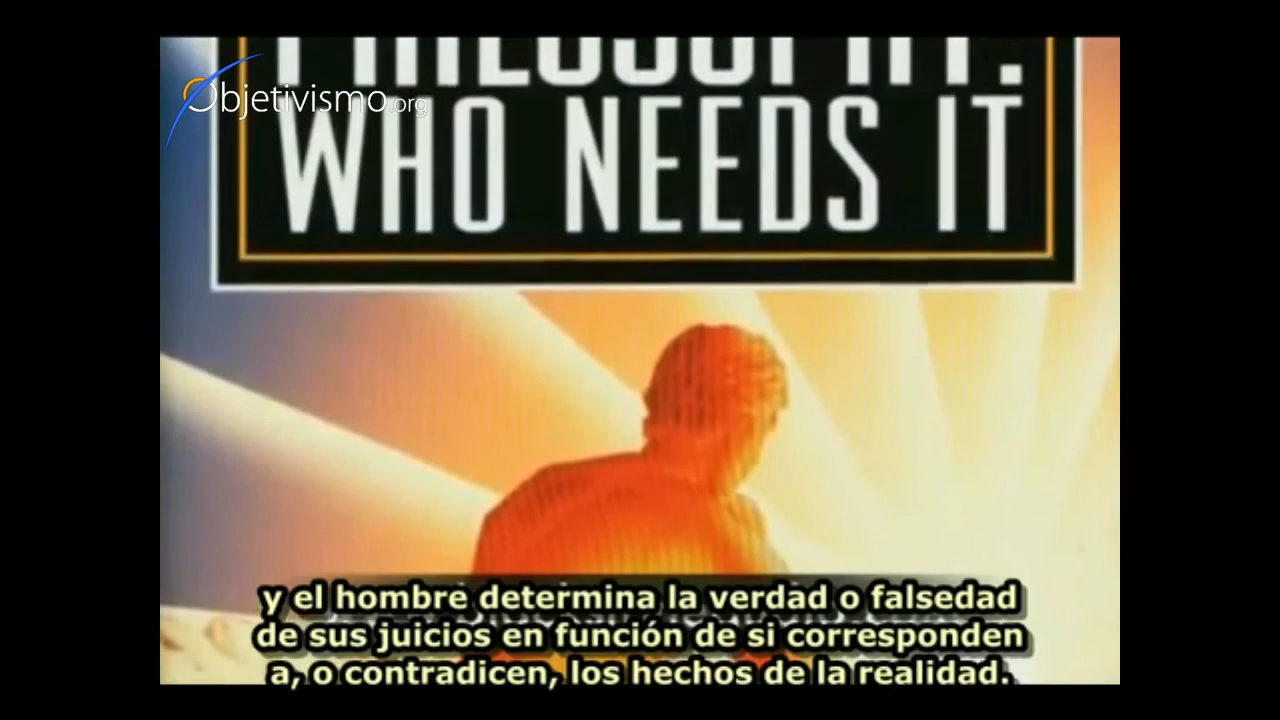 PHILOSOPHY:
Objetivismo.org
WHO NEEDS IT
y el hombre determina la verdad o falsedad
de sus juicios en función de si corresponden
a, o contradicen, los hechos de la realidad.